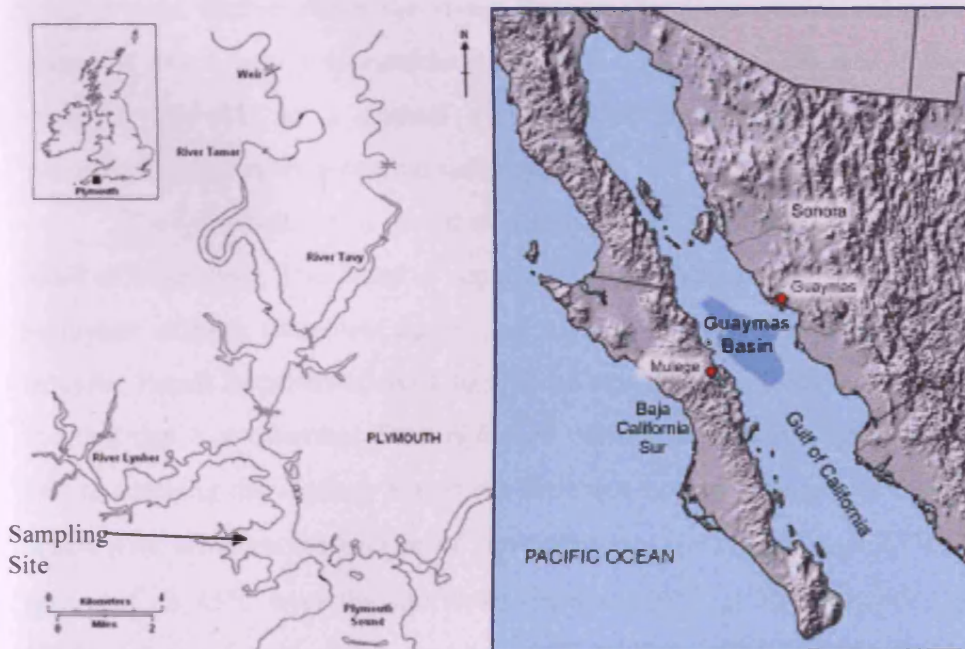 N
Weir
River Tamar
Plymouth
River Tavy
PLYMOUTH
River Lynher
Sampling
Site
4 Kilometers 4
0 Miles 2
Plymouth
Sound
Sonora
Guaymas
Guaymas
Basin
Mulege
Baja
California
Sur
Gulf of California
PACIFIC OCEAN